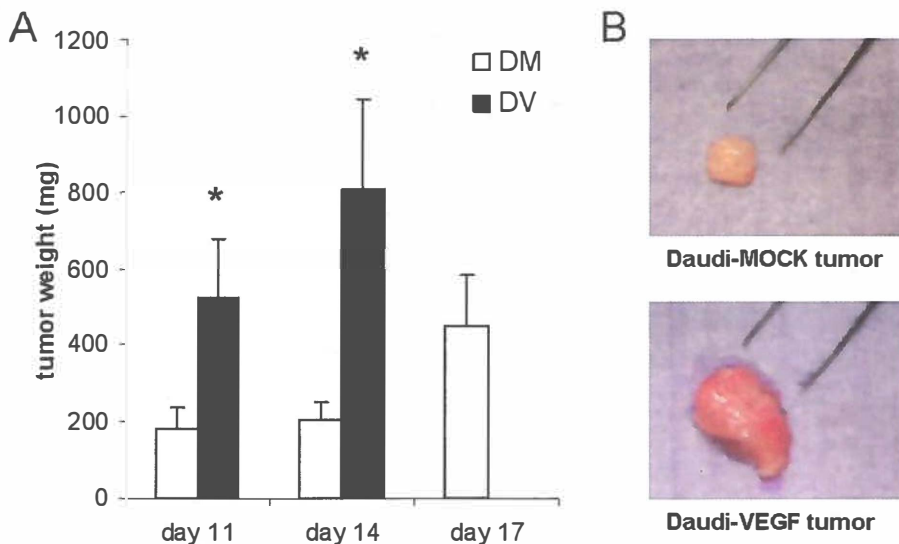 A
1200
1000
800
600
400
200
0
tumor weight (mg)
*
*
DM
DV
day 11
day 14
day 17
B
Daudi-MOCK tumor
Daudi-VEGF tumor